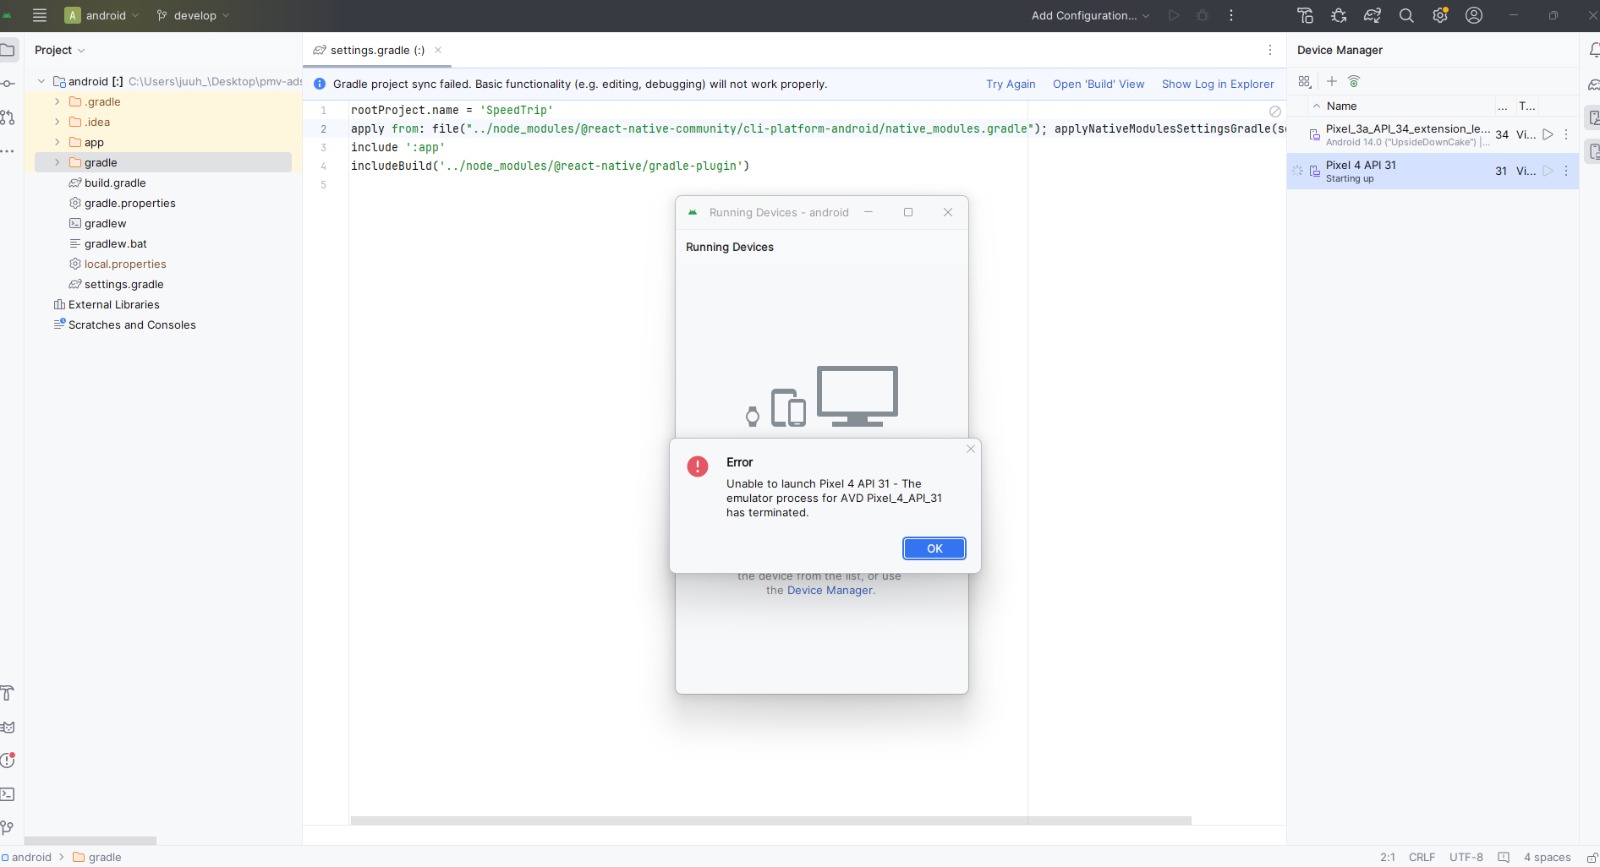 A android develop Add Configuration...
Project settings.gradle (:) Device Manager
android [:] C:\Users\juuh_\Desktop\pmv-ads
Gradle project sync failed. Basic functionality (e.g. editing, debugging) will not work properly. Try Again Open 'Build' View Show Log in Explorer
.gradle
.idea
app
gradle
build.gradle
gradle.properties
gradlew
gradlew.bat
local.properties
settings.gradle
External Libraries
Scratches and Consoles
1 rootProject.name = 'SpeedTrip'
2 apply from: file("../node_modules/@react-native-community/cli-platform-android/native_modules.gradle"); applyNativeModulesSettingsGradle(se
3 include ':app'
4 includeBuild('../node_modules/@react-native/gradle-plugin')
5
Name ... T...
Pixel_3a_API_34_extension_le... 34 Vi...
Android 14.0 ("UpsideDownCake") |...
Pixel 4 API 31 31 Vi...
Starting up
Running Devices - android
Running Devices
Error
Unable to launch Pixel 4 API 31 - The
emulator process for AVD Pixel_4_API_31
has terminated.
OK
the device from the list, or use
the Device Manager.
android gradle 2:1 CRLF UTF-8 4 spaces